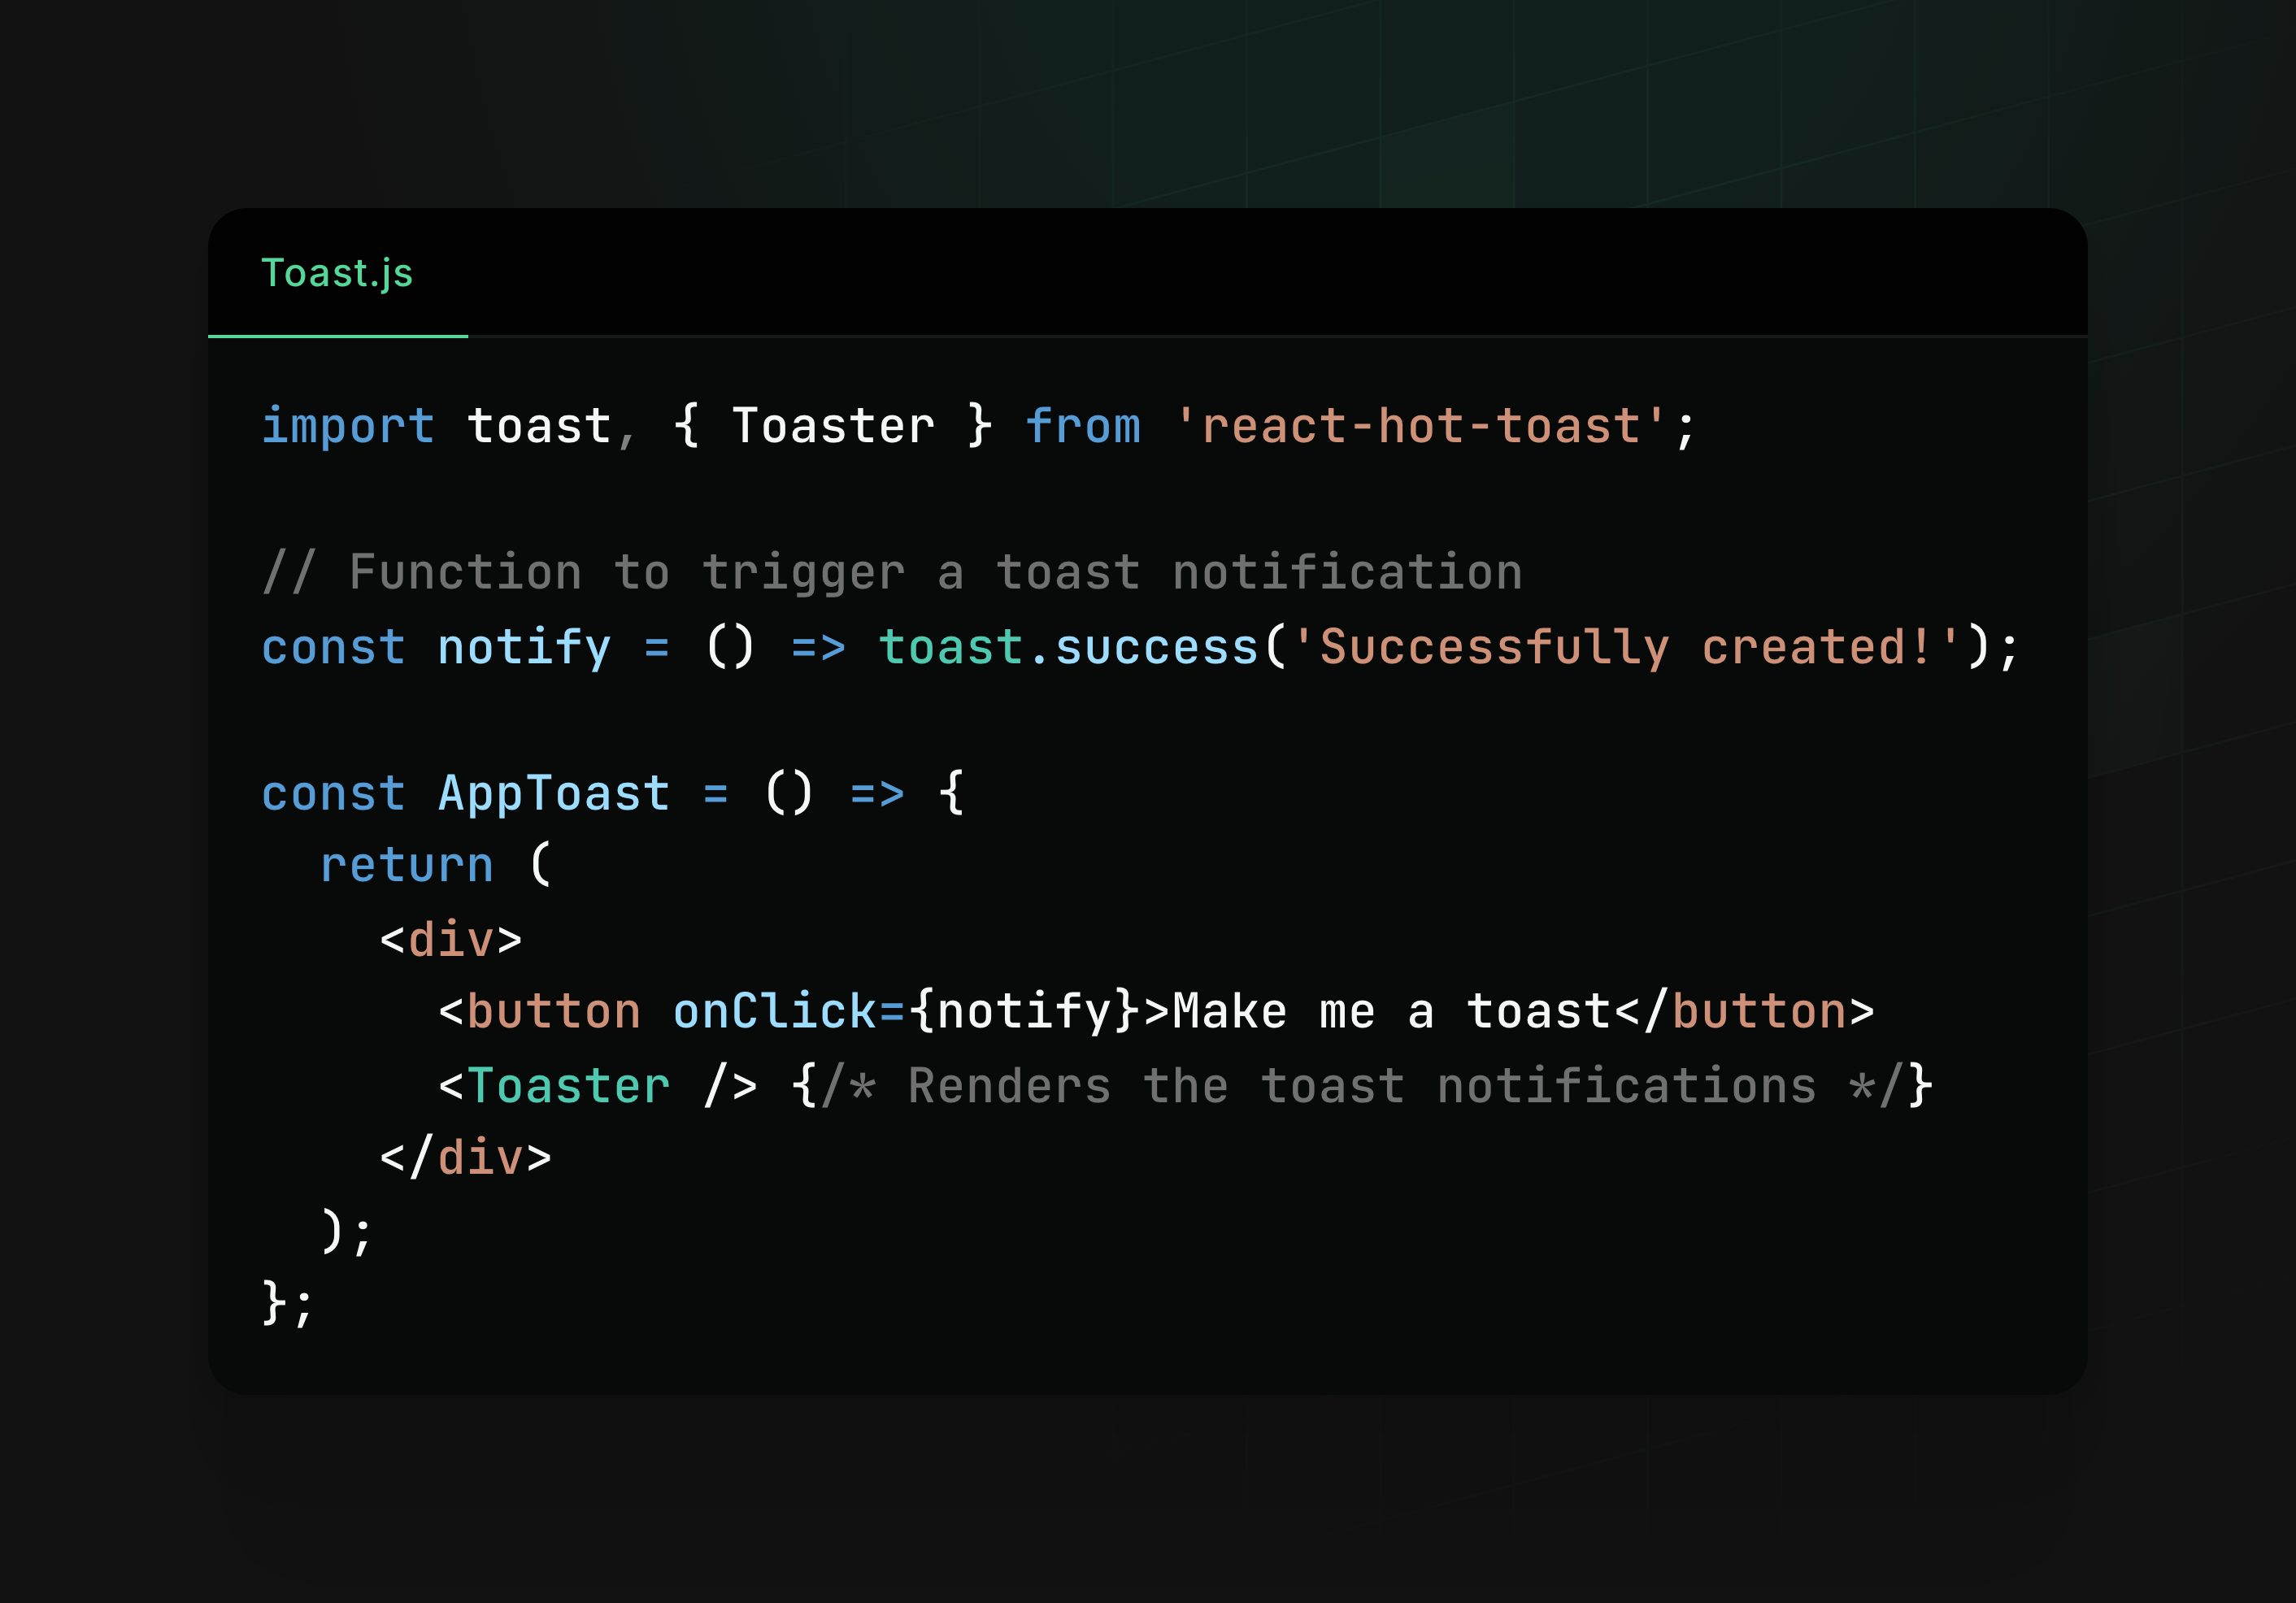 Toast.js
import toast, { Toaster } from 'react-hot-toast';
// Function to trigger a toast notification
const notify = () => toast.success('Successfully created!');
const AppToast = () => {
  return (
    <div>
      <button onClick={notify}>Make me a toast</button>
      <Toaster /> {/* Renders the toast notifications */}
    </div>
  );
};